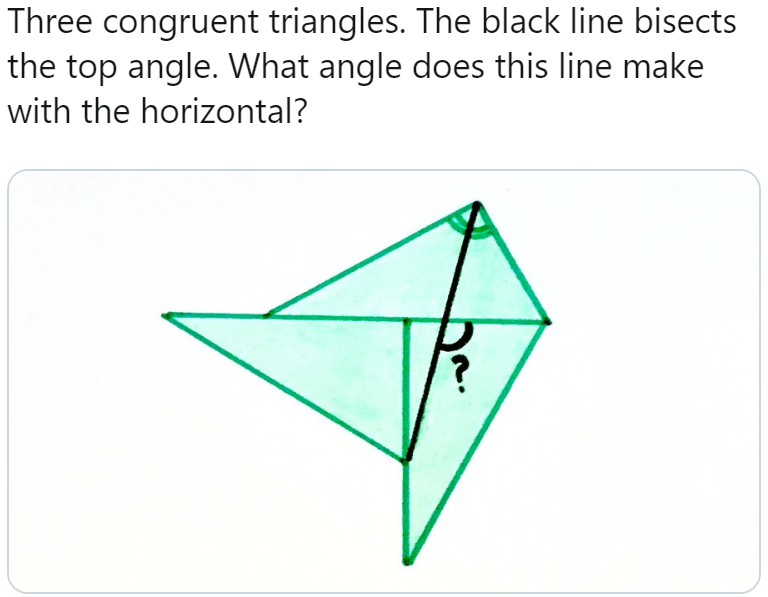 Three congruent triangles. The black line bisects
the top angle. What angle does this line make
with the horizontal?
?